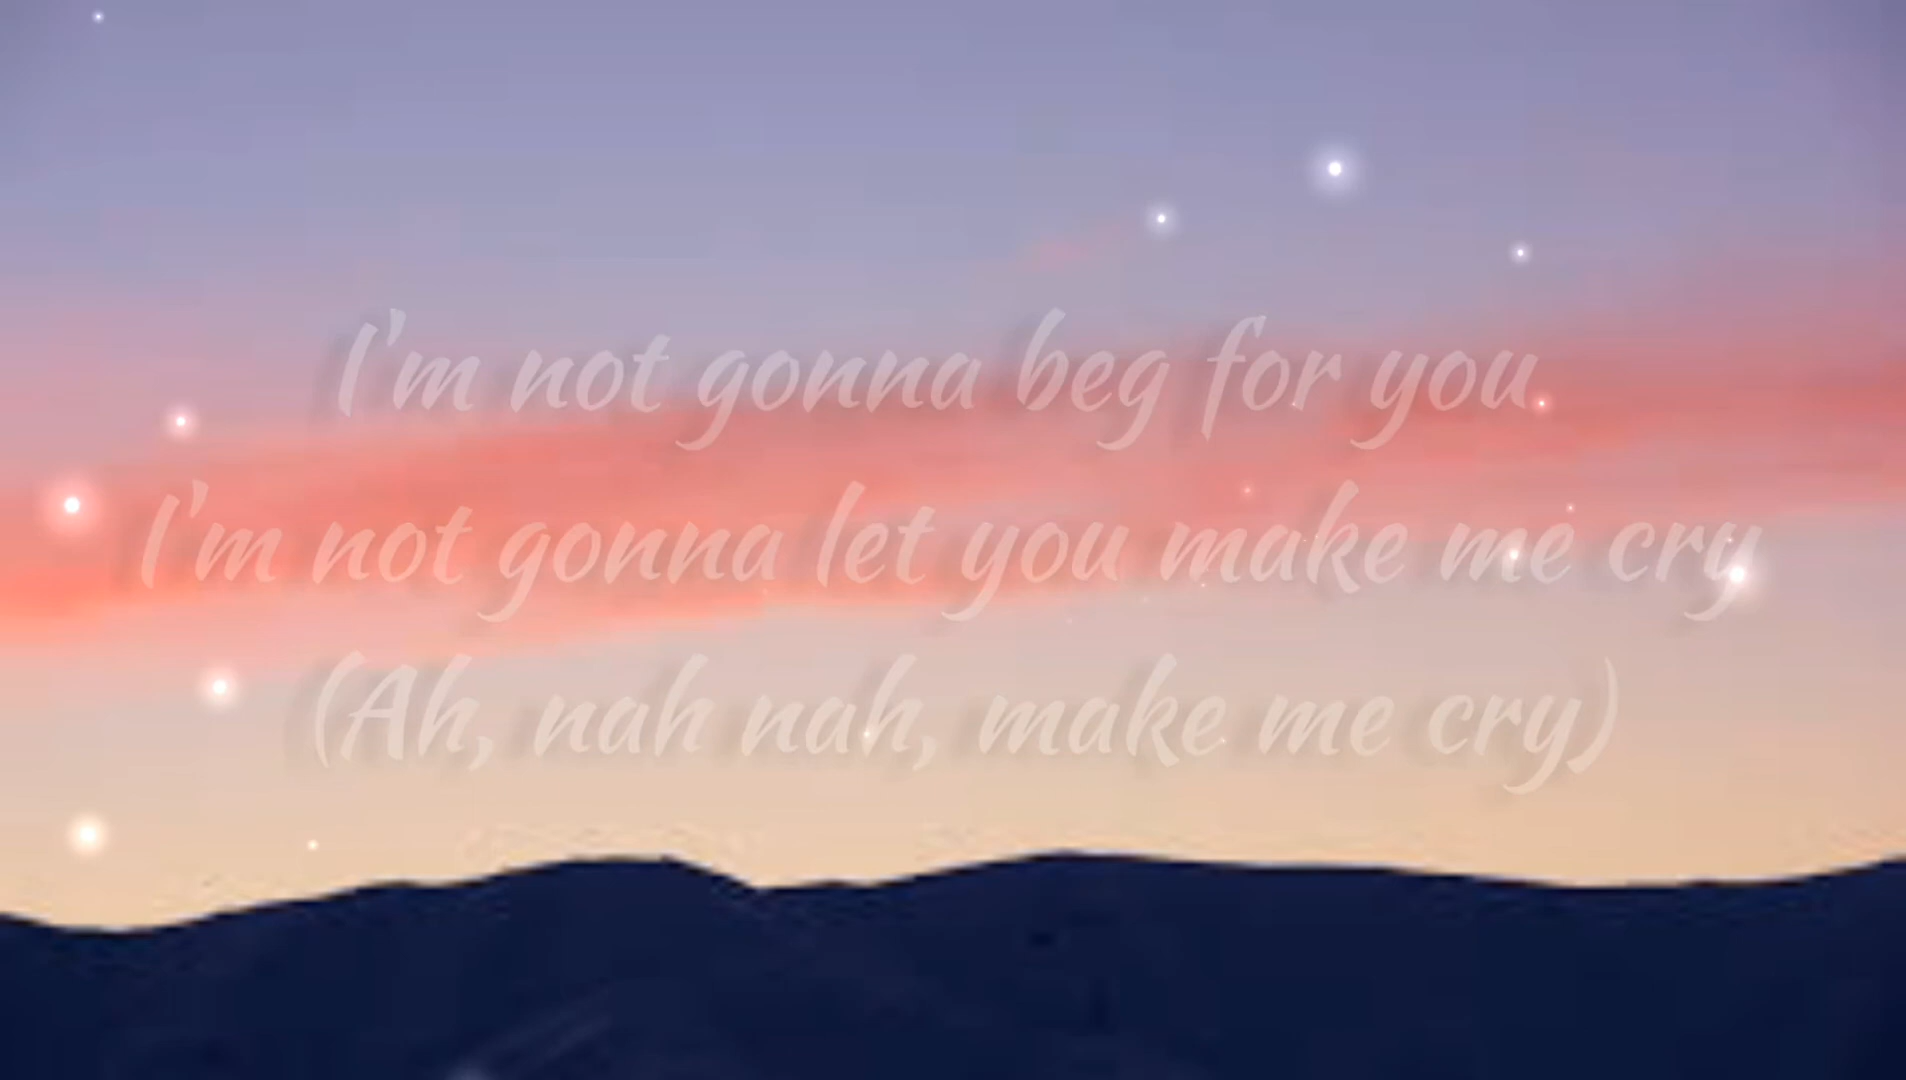 I'm not gonna beg for you
I'm not gonna let you make me cry
(Ah, nah nah, make me cry)